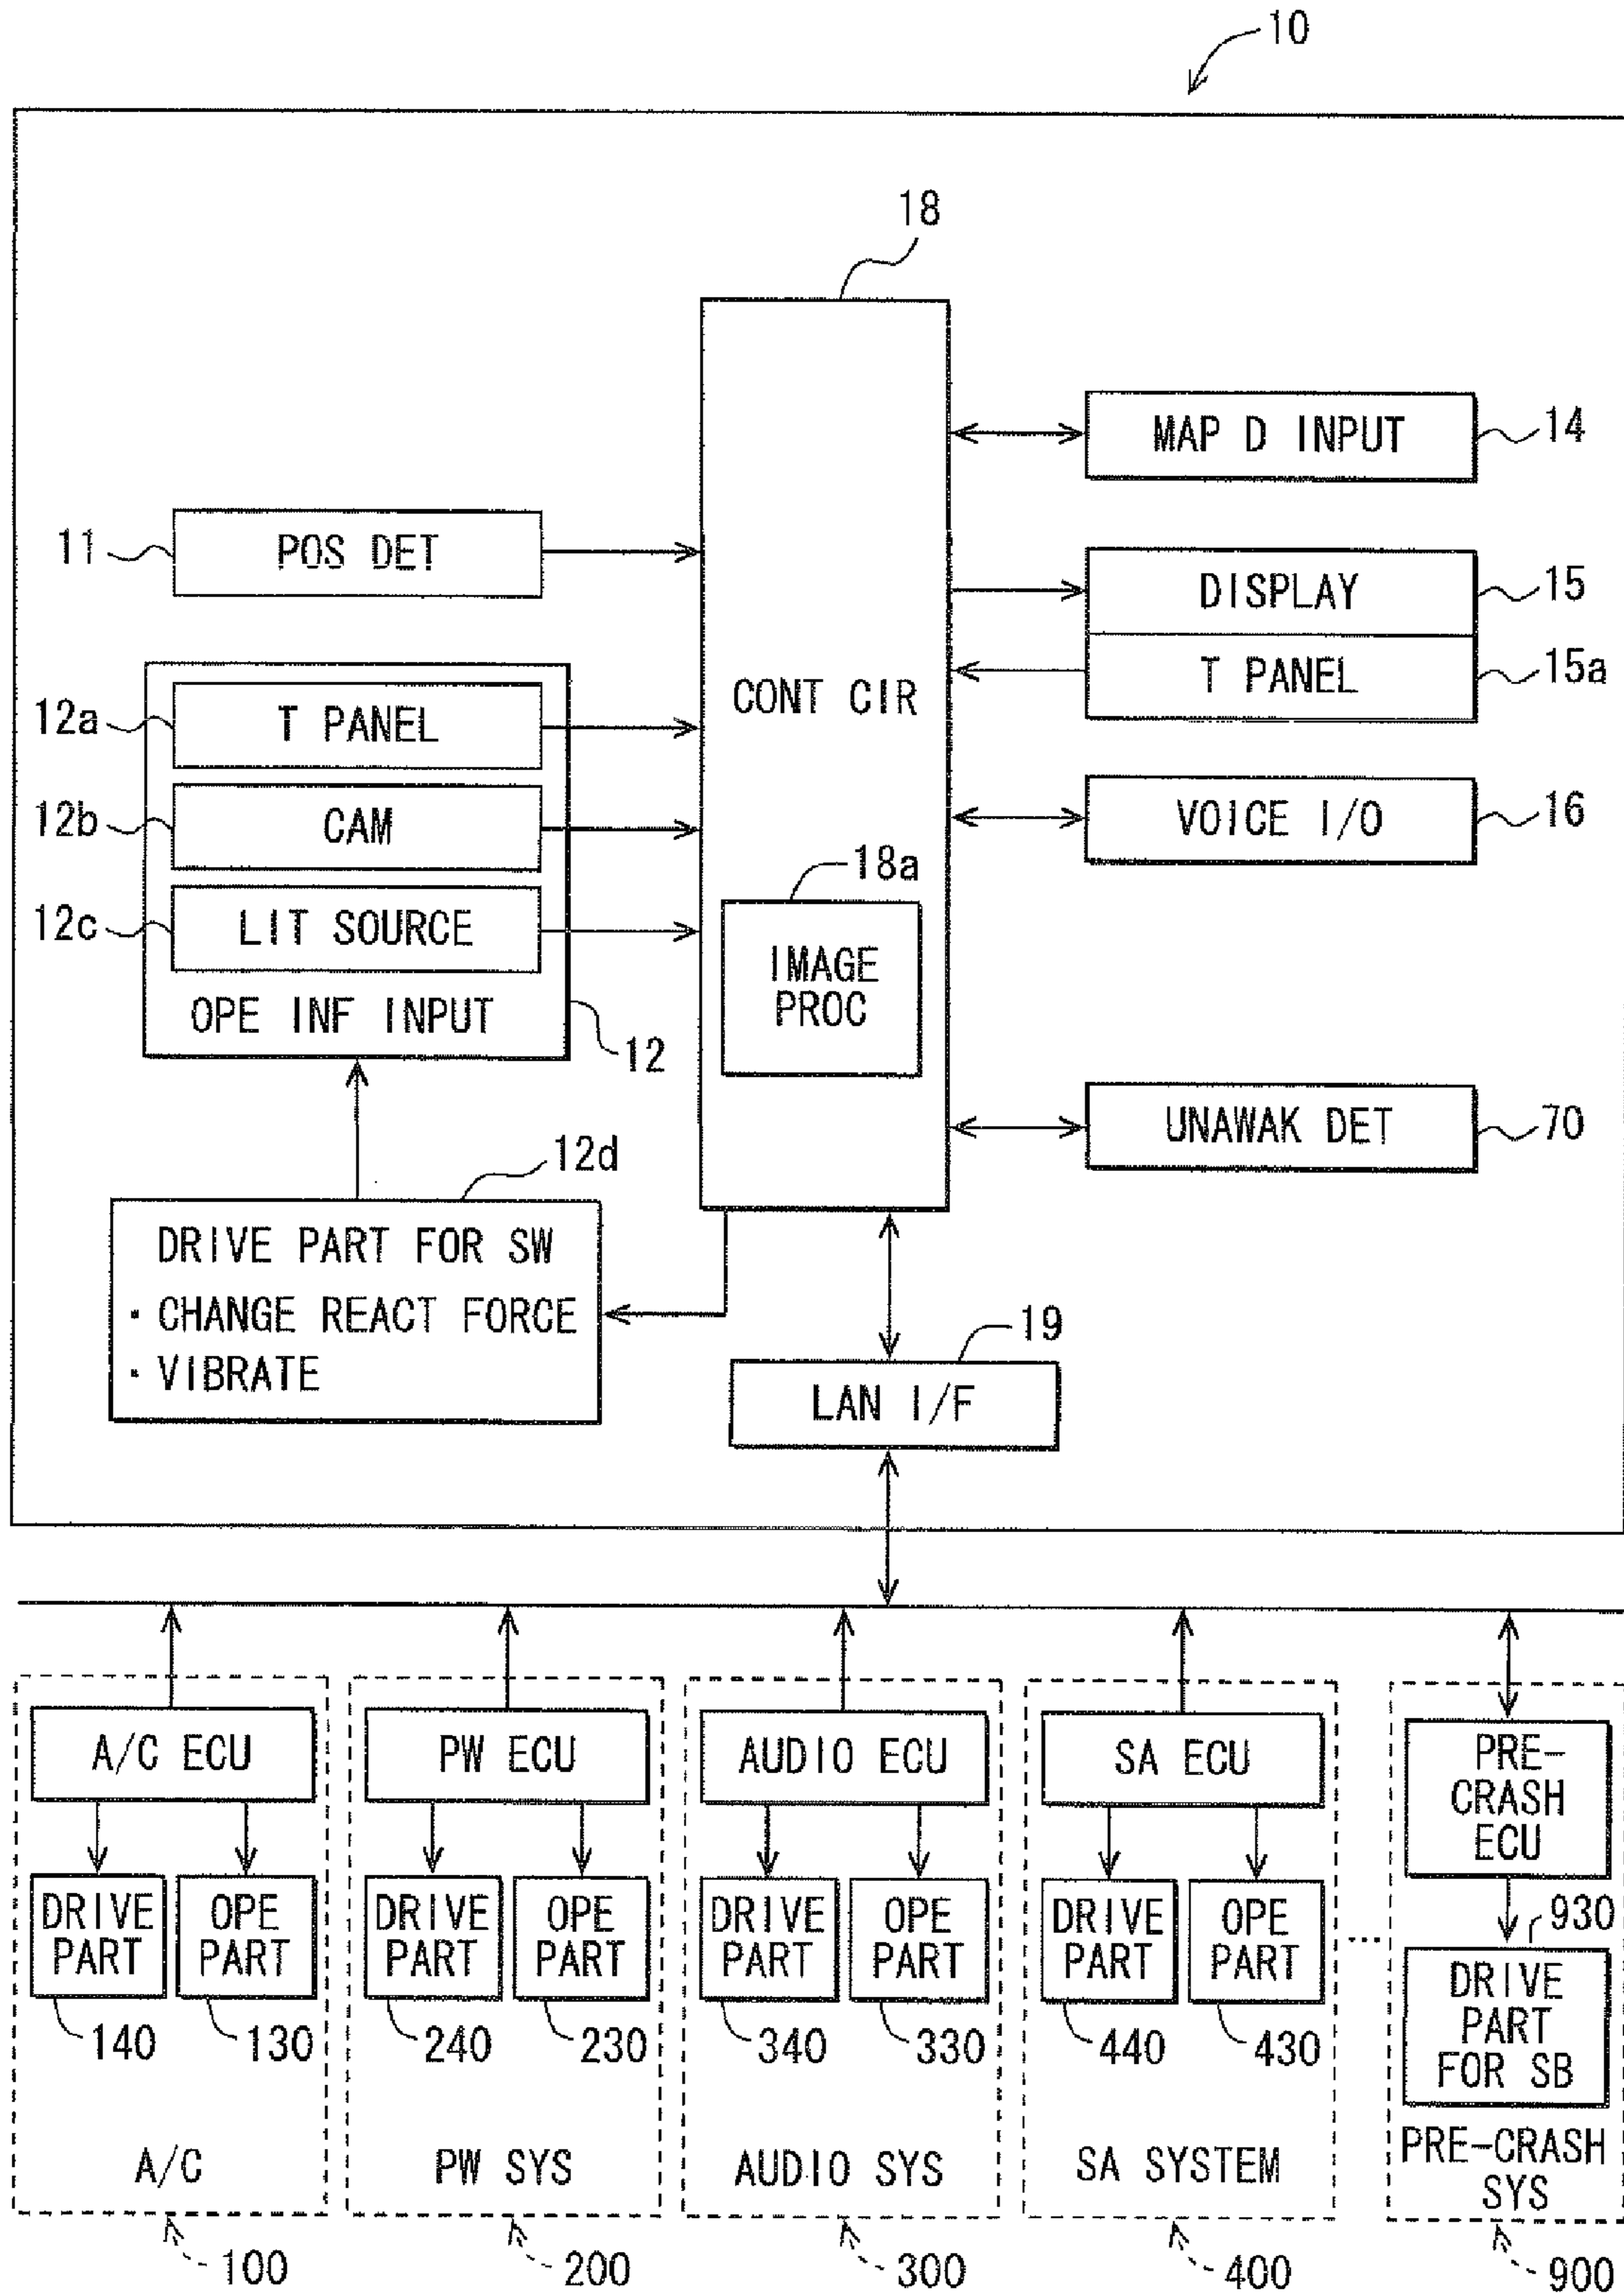 10
18
MAP D INPUT
14
11
POS DET
DISPLAY
15
12a
T PANEL
CONT CIR
T PANEL
15a
12b
CAM
VOICE I/O
16
18a
12c
LIT SOURCE
IMAGE
PROC
OPE INF INPUT
12
UNAWAK DET
70
12d
DRIVE PART FOR SW
· CHANGE REACT FORCE
· VIBRATE
19
LAN I/F
A/C ECU
PW ECU
AUDIO ECU
SA ECU
PRE-
CRASH
ECU
DRIVE
PART
OPE
PART
DRIVE
PART
OPE
PART
DRIVE
PART
OPE
PART
DRIVE
PART
OPE
PART
...
930
DRIVE
PART
FOR SB
140
130
240
230
340
330
440
430
A/C
PW SYS
AUDIO SYS
SA SYSTEM
PRE-CRASH
SYS
100
200
300
400
900